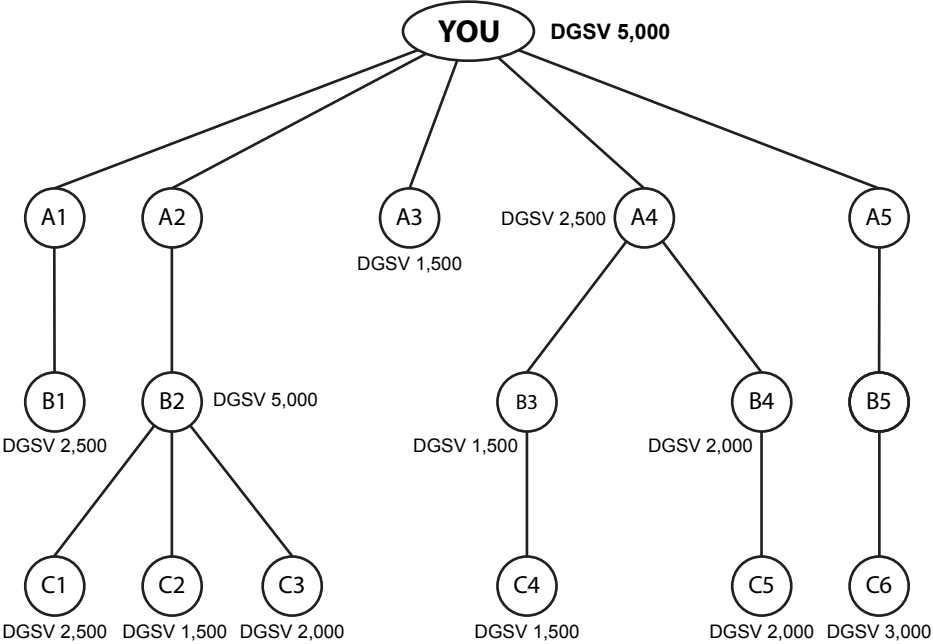 YOU DGSV 5,000
A1 A2 A3 DGSV 2,500 A4 A5
DGSV 1,500
B1 B2 DGSV 5,000 B3 B4 B5
DGSV 2,500 DGSV 1,500 DGSV 2,000
C1 C2 C3 C4 C5 C6
DGSV 2,500 DGSV 1,500 DGSV 2,000 DGSV 1,500 DGSV 2,000 DGSV 3,000